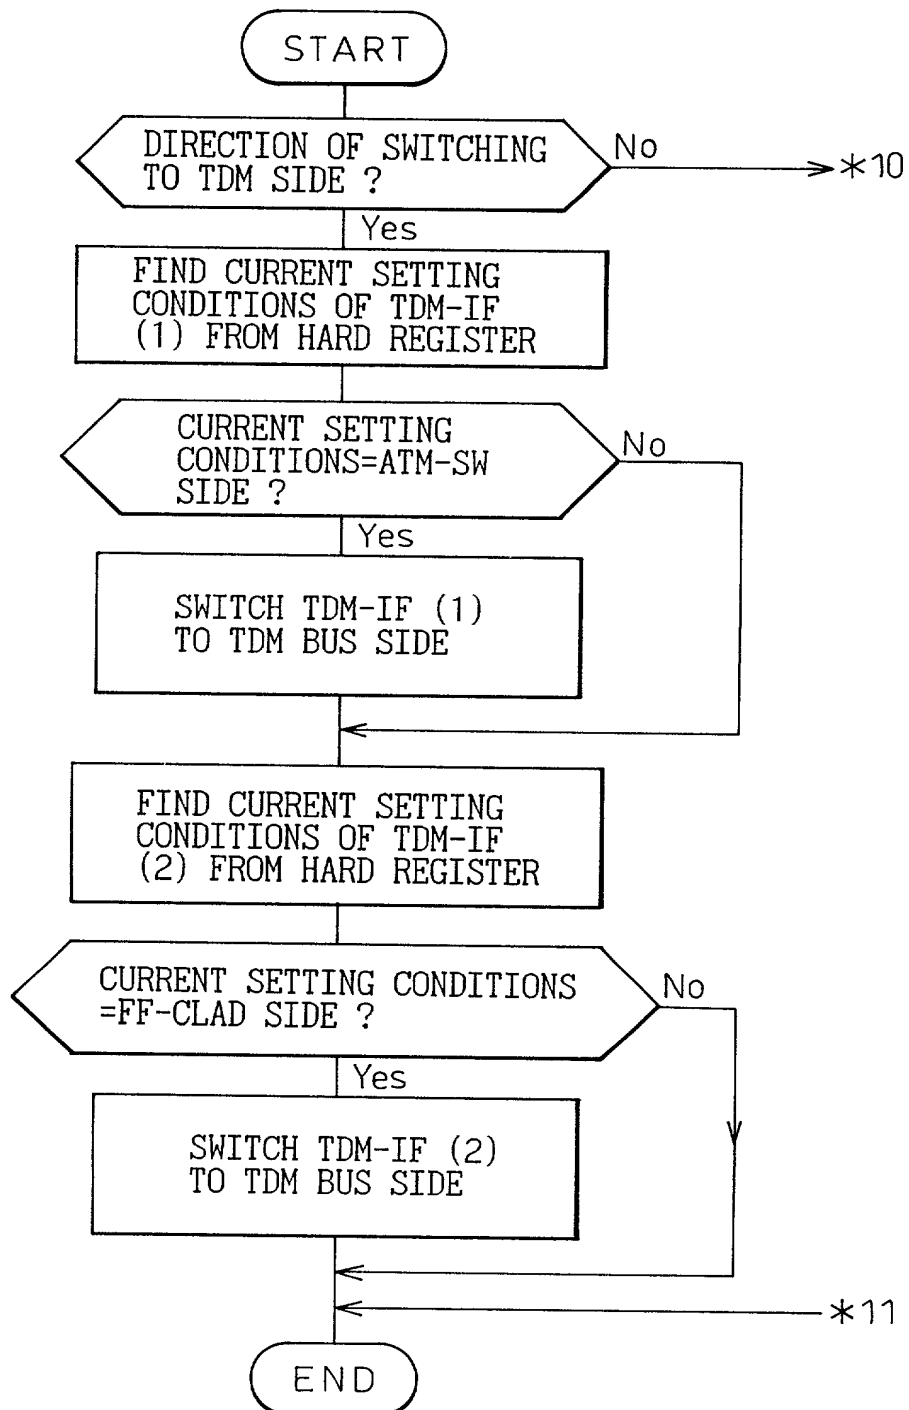 START
DIRECTION OF SWITCHING
TO TDM SIDE ?
No
*10
Yes
FIND CURRENT SETTING
CONDITIONS OF TDM-IF
(1) FROM HARD REGISTER
CURRENT SETTING
CONDITIONS=ATM-SW
SIDE ?
No
Yes
SWITCH TDM-IF (1)
TO TDM BUS SIDE
FIND CURRENT SETTING
CONDITIONS OF TDM-IF
(2) FROM HARD REGISTER
CURRENT SETTING CONDITIONS
=FF-CLAD SIDE ?
No
Yes
SWITCH TDM-IF (2)
TO TDM BUS SIDE
*11
END